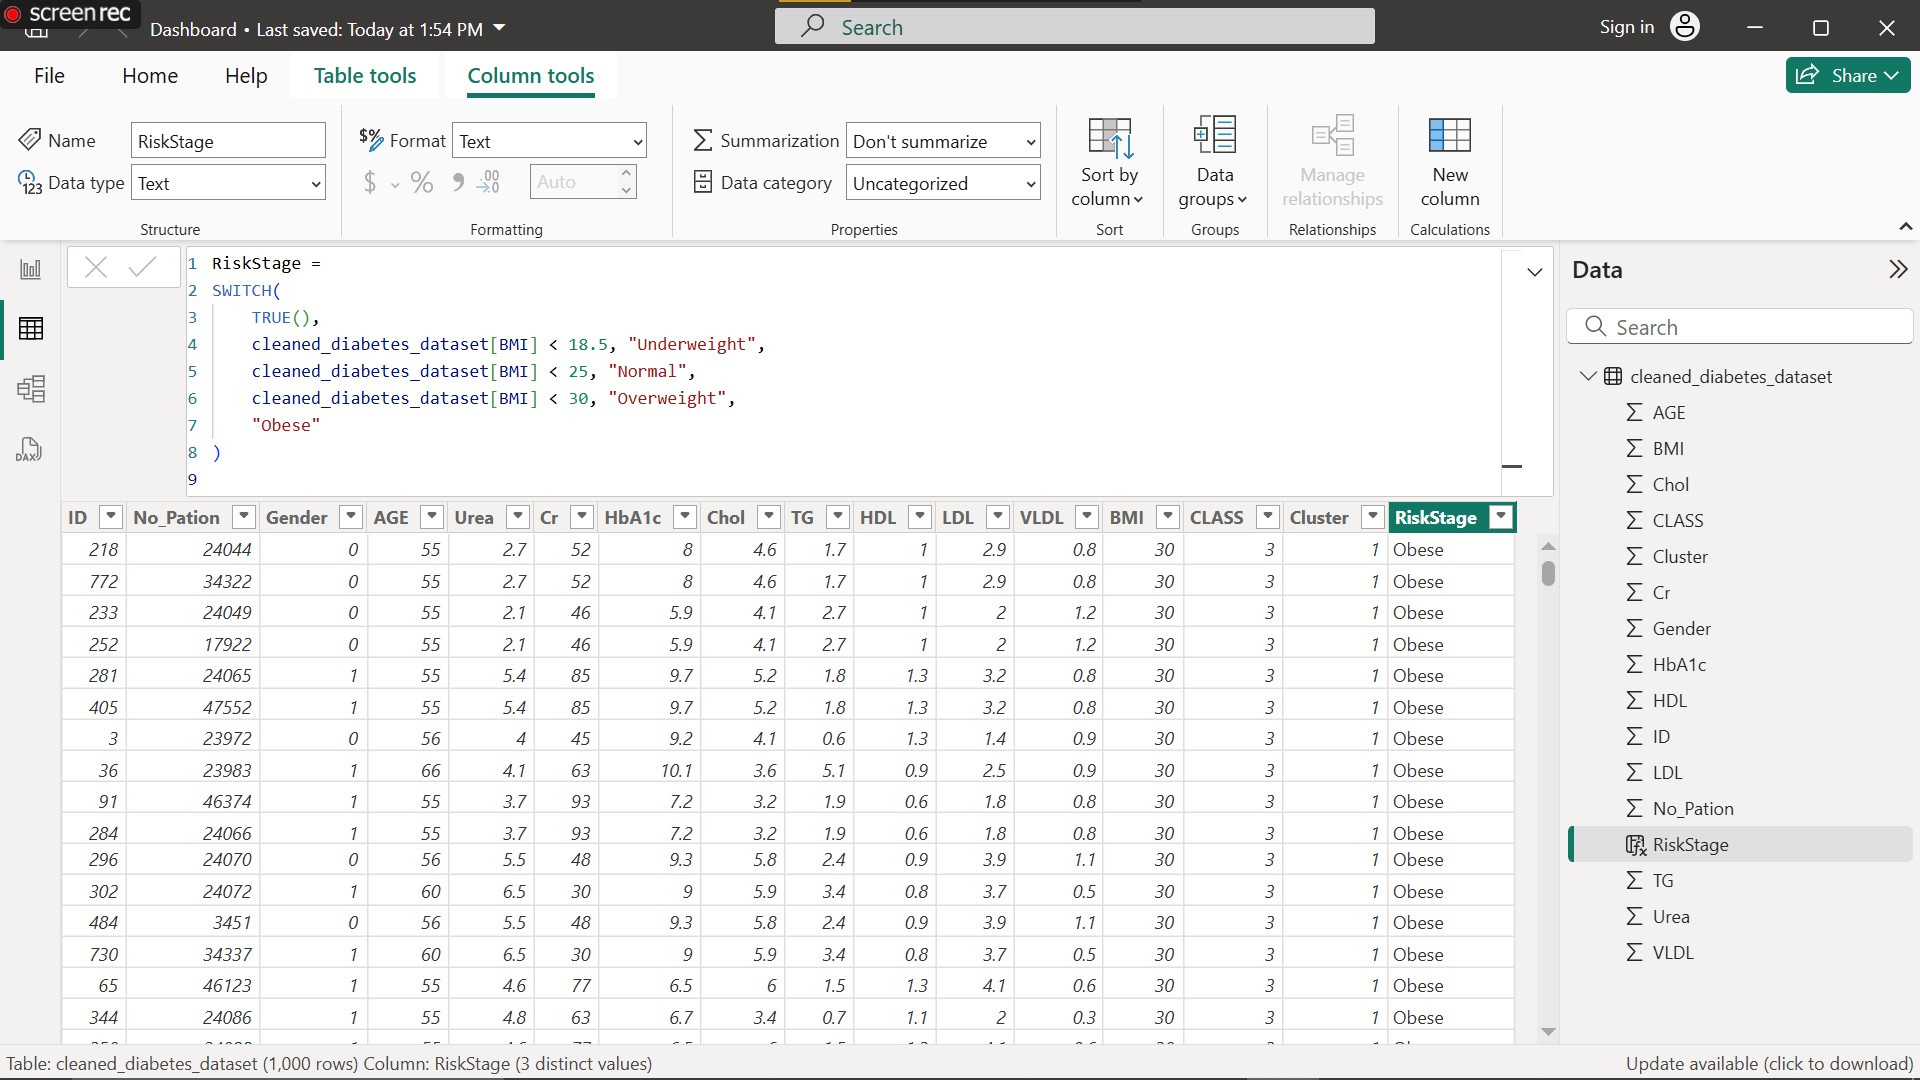 screen rec
Dashboard • Last saved: Today at 1:54 PM
Search
Sign in
File Home Help Table tools Column tools
Share
Name RiskStage
Data type Text
Structure
Format Text
$ % 9 .00 Auto
Formatting
Summarization Don't summarize
Data category Uncategorized
Properties
Sort by column
Sort
Data groups
Groups
Manage relationships
Relationships
New column
Calculations
1 RiskStage =
2 SWITCH(
3 TRUE(),
4 cleaned_diabetes_dataset[BMI] < 18.5, "Underweight",
5 cleaned_diabetes_dataset[BMI] < 25, "Normal",
6 cleaned_diabetes_dataset[BMI] < 30, "Overweight",
7 "Obese"
8 )
9
ID No_Pation Gender AGE Urea Cr HbA1c Chol TG HDL LDL VLDL BMI CLASS Cluster RiskStage
218 24044 0 55 2.7 52 8 4.6 1.7 1 2.9 0.8 30 3 1 Obese
772 34322 0 55 2.7 52 8 4.6 1.7 1 2.9 0.8 30 3 1 Obese
233 24049 0 55 2.1 46 5.9 4.1 2.7 1 2 1.2 30 3 1 Obese
252 17922 0 55 2.1 46 5.9 4.1 2.7 1 2 1.2 30 3 1 Obese
281 24065 1 55 5.4 85 9.7 5.2 1.8 1.3 3.2 0.8 30 3 1 Obese
405 47552 1 55 5.4 85 9.7 5.2 1.8 1.3 3.2 0.8 30 3 1 Obese
3 23972 0 56 4 45 9.2 4.1 0.6 1.3 1.4 0.9 30 3 1 Obese
36 23983 1 66 4.1 63 10.1 3.6 5.1 0.9 2.5 0.9 30 3 1 Obese
91 46374 1 55 3.7 93 7.2 3.2 1.9 0.6 1.8 0.8 30 3 1 Obese
284 24066 1 55 3.7 93 7.2 3.2 1.9 0.6 1.8 0.8 30 3 1 Obese
296 24070 0 56 5.5 48 9.3 5.8 2.4 0.9 3.9 1.1 30 3 1 Obese
302 24072 1 60 6.5 30 9 5.9 3.4 0.8 3.7 0.5 30 3 1 Obese
484 3451 0 56 5.5 48 9.3 5.8 2.4 0.9 3.9 1.1 30 3 1 Obese
730 34337 1 60 6.5 30 9 5.9 3.4 0.8 3.7 0.5 30 3 1 Obese
65 46123 1 55 4.6 77 6.5 6 1.5 1.3 4.1 0.6 30 3 1 Obese
344 24086 1 55 4.8 63 6.7 3.4 0.7 1.1 2 0.3 30 3 1 Obese
Table: cleaned_diabetes_dataset (1,000 rows) Column: RiskStage (3 distinct values)
Data
Search
cleaned_diabetes_dataset
AGE
BMI
Chol
CLASS
Cluster
Cr
Gender
HbA1c
HDL
ID
LDL
No_Pation
RiskStage
TG
Urea
VLDL
Update available (click to download)
DAX